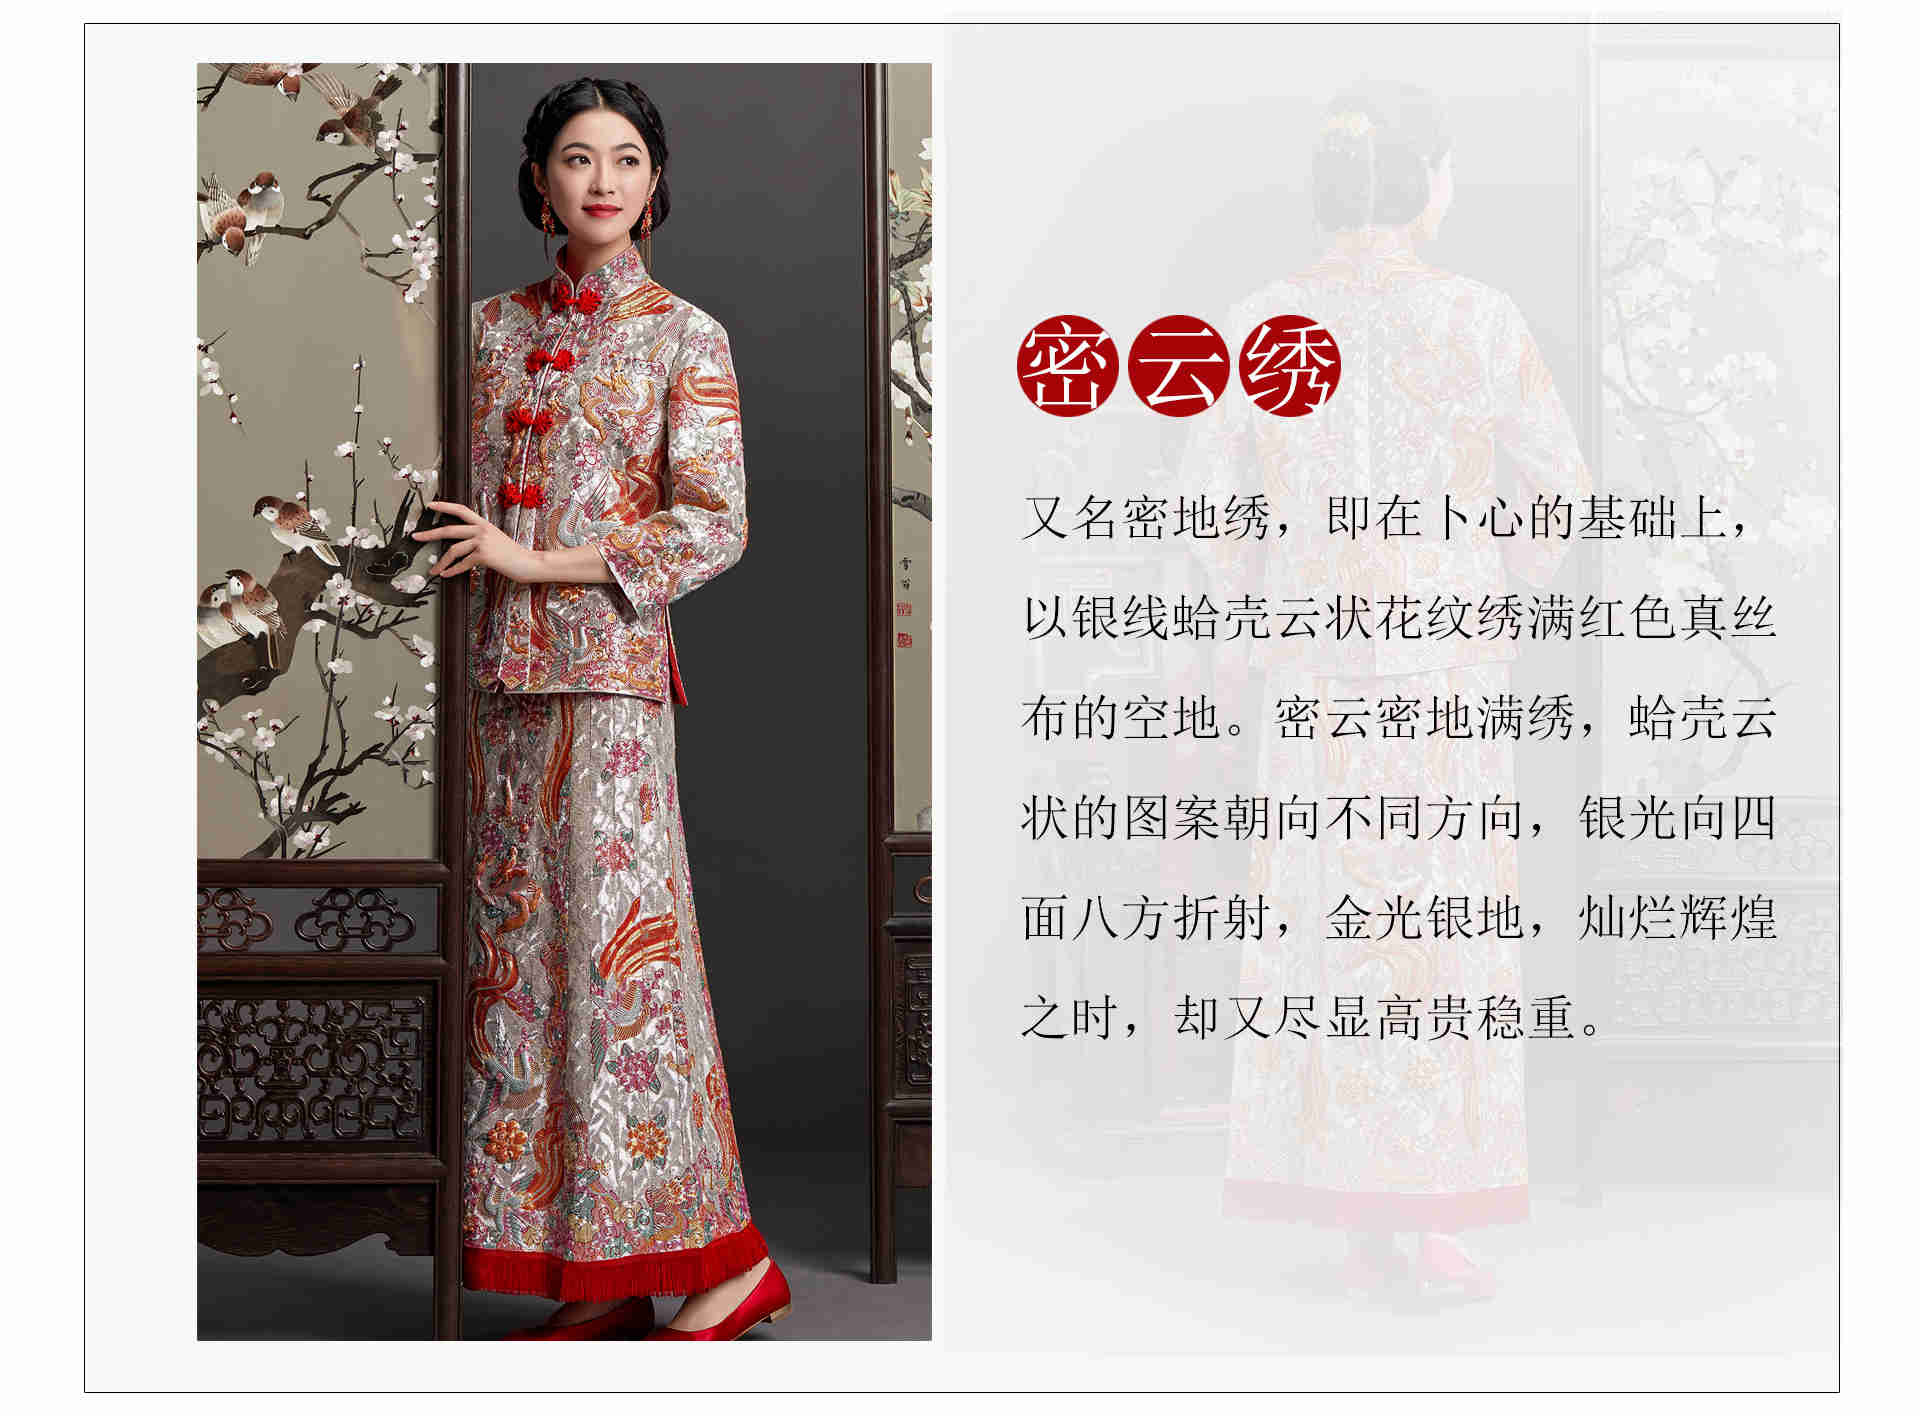 密云绣
又名密地绣，即在卜心的基础上，
以银线蛤壳云状花纹绣满红色真丝
布的空地。密云密地满绣，蛤壳云
状的图案朝向不同方向，银光向四
面八方折射，金光银地，灿烂辉煌
之时，却又尽显高贵稳重。